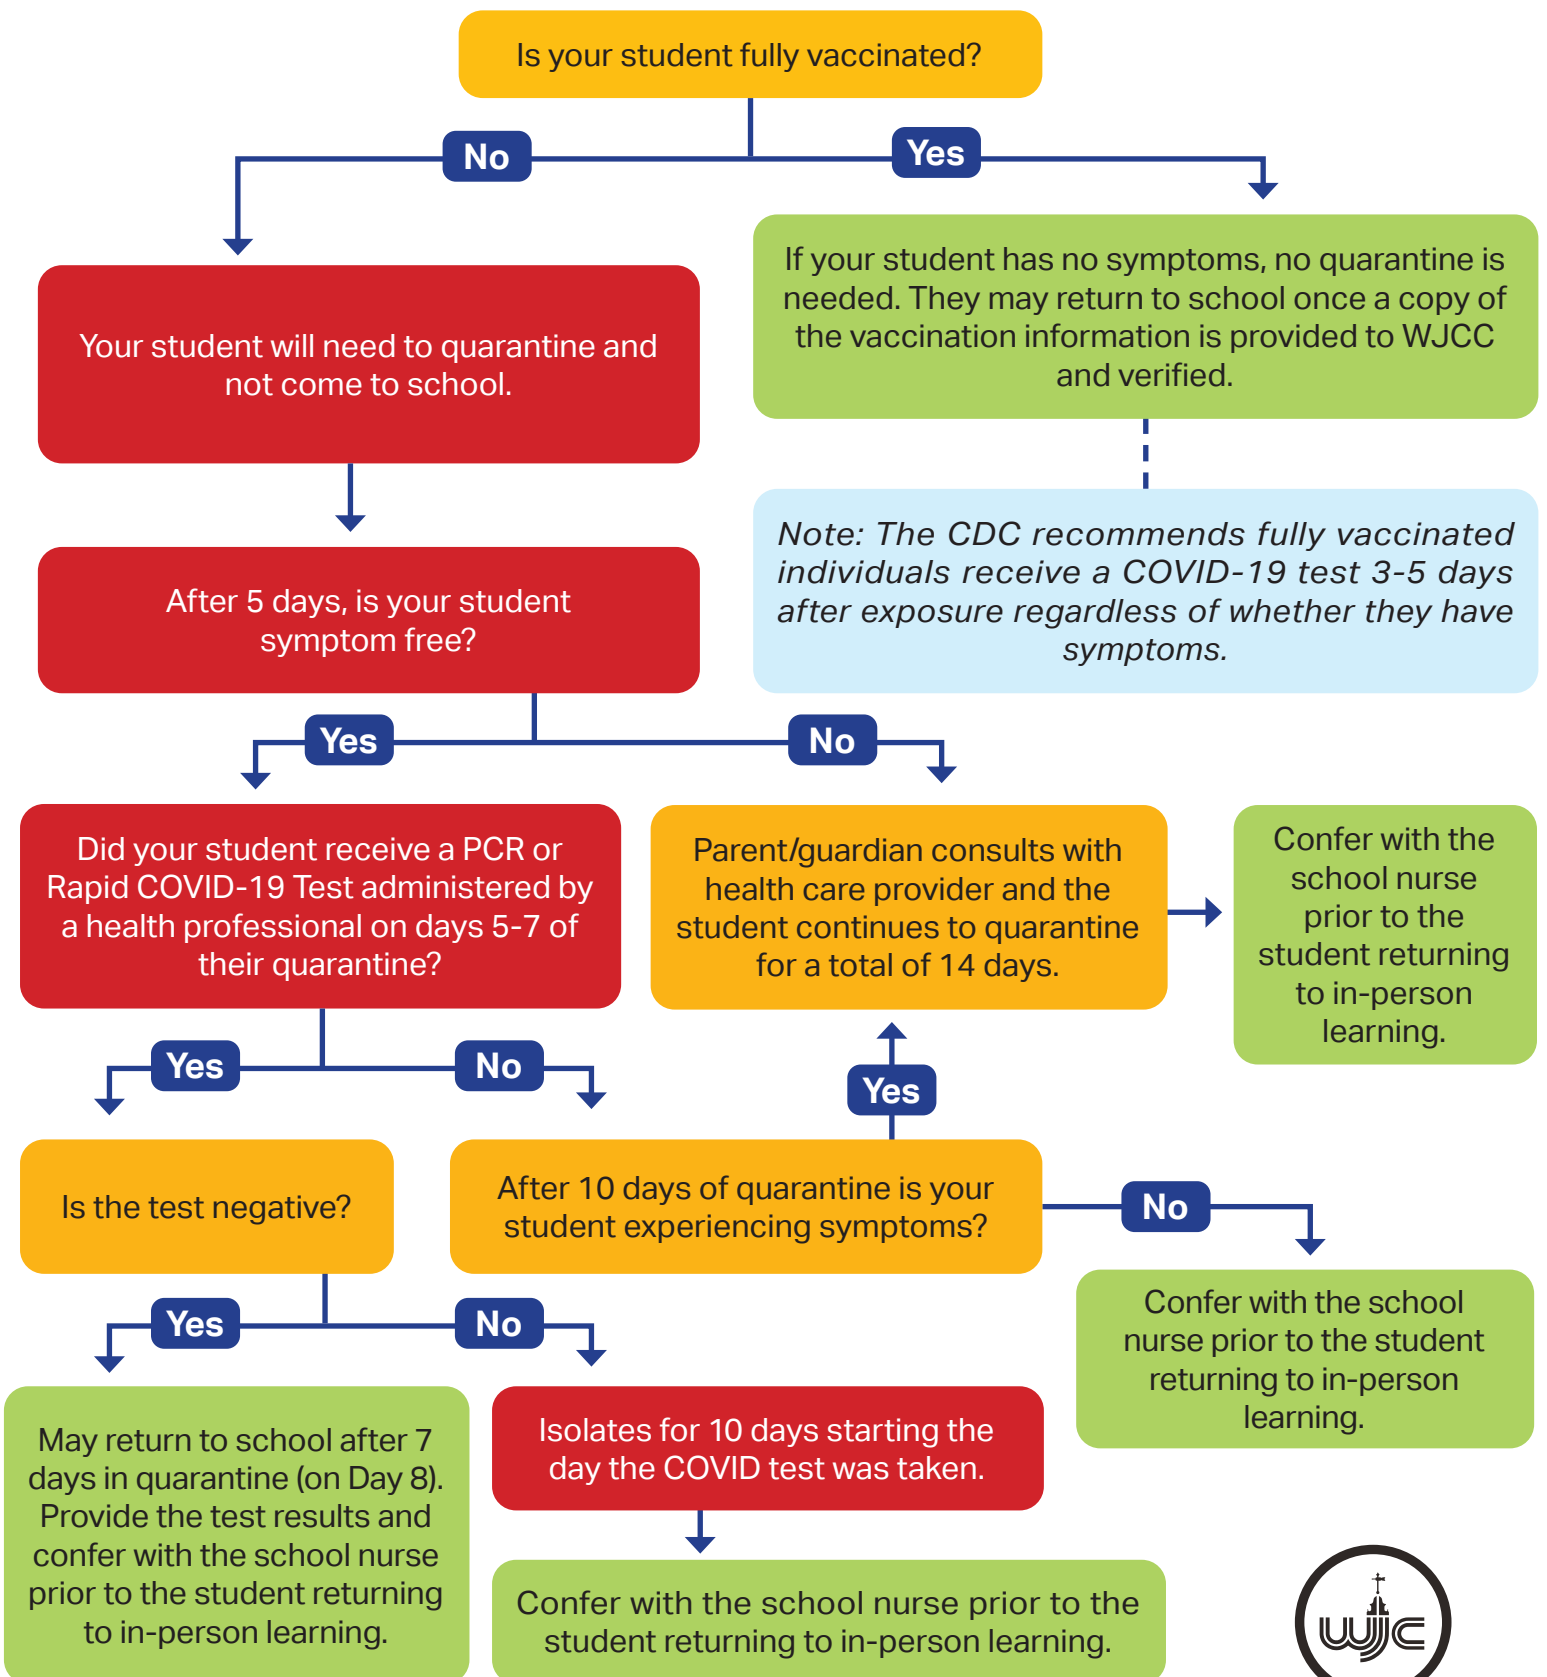 Is your student fully vaccinated?
No
Yes
If your student has no symptoms, no quarantine is
needed. They may return to school once a copy of
the vaccination information is provided to WJCC
and verified.
Your student will need to quarantine and
not come to school.
Note: The CDC recommends fully vaccinated
individuals receive a COVID-19 test 3-5 days
after exposure regardless of whether they have
symptoms.
After 5 days, is your student
symptom free?
Yes
No
Did your student receive a PCR or
Rapid COVID-19 Test administered by
a health professional on days 5-7 of
their quarantine?
Parent/guardian consults with
health care provider and the
student continues to quarantine
for a total of 14 days.
Confer with the
school nurse
prior to the
student returning
to in-person
learning.
Yes
No
Yes
Is the test negative?
After 10 days of quarantine is your
student experiencing symptoms?
No
Confer with the school
nurse prior to the student
returning to in-person
learning.
Yes
No
May return to school after 7
days in quarantine (on Day 8).
Provide the test results and
confer with the school nurse
prior to the student returning
to in-person learning.
Isolates for 10 days starting the
day the COVID test was taken.
Confer with the school nurse prior to the
student returning to in-person learning.
wjc